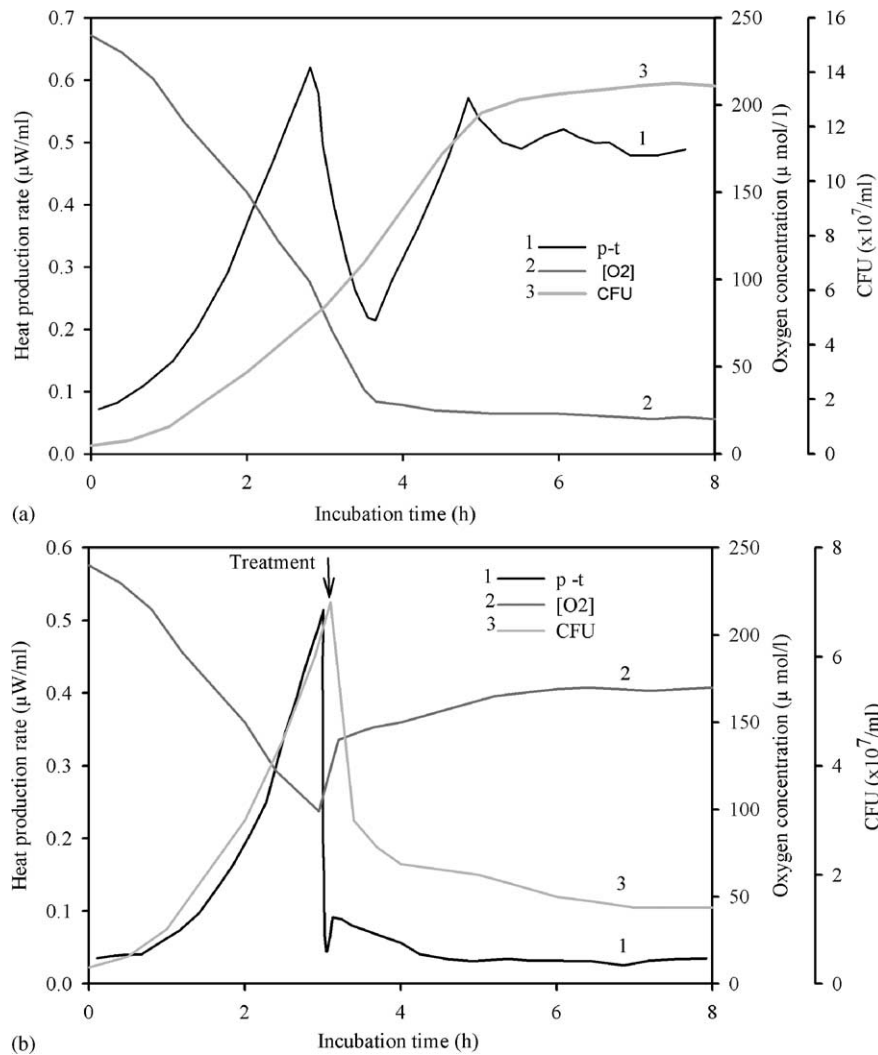 0.7
0.6
0.5
0.4
0.3
0.2
0.1
0.0
Heat production rate (µW/ml)
250
200
150
100
50
0
Oxygen concentration (µ mol/l)
16
14
12
10
8
6
4
2
0
CFU (x10⁷/ml)
3
1
2
1 p-t
2 [O2]
3 CFU
0 2 4 6 8
(a) Incubation time (h)
0.6
0.5
0.4
0.3
0.2
0.1
0.0
Heat production rate (µW/ml)
250
200
150
100
50
0
Oxygen concentration (µ mol/l)
8
6
4
2
0
CFU (x10⁷/ml)
Treatment
1 p -t
2 [O2]
3 CFU
2
3
1
0 2 4 6 8
(b) Incubation time (h)